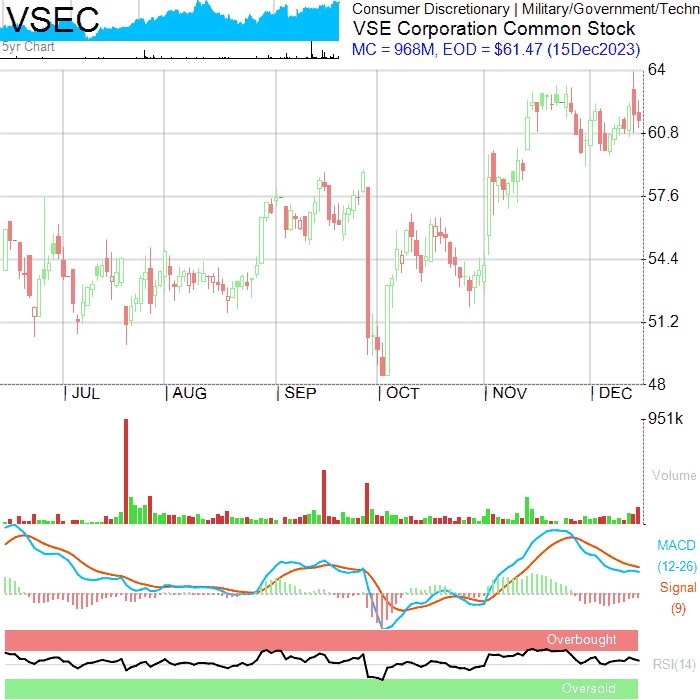 VSEC
5yr Chart
Consumer Discretionary | Military/Government/Techn
VSE Corporation Common Stock
MC = 968M, EOD = $61.47 (15Dec2023)
64
60.8
57.6
54.4
51.2
48
| JUL | AUG | SEP | OCT | NOV | DEC
951k
Volume
MACD
(12-26)
Signal
(9)
Overbought
RSI(14)
Oversold